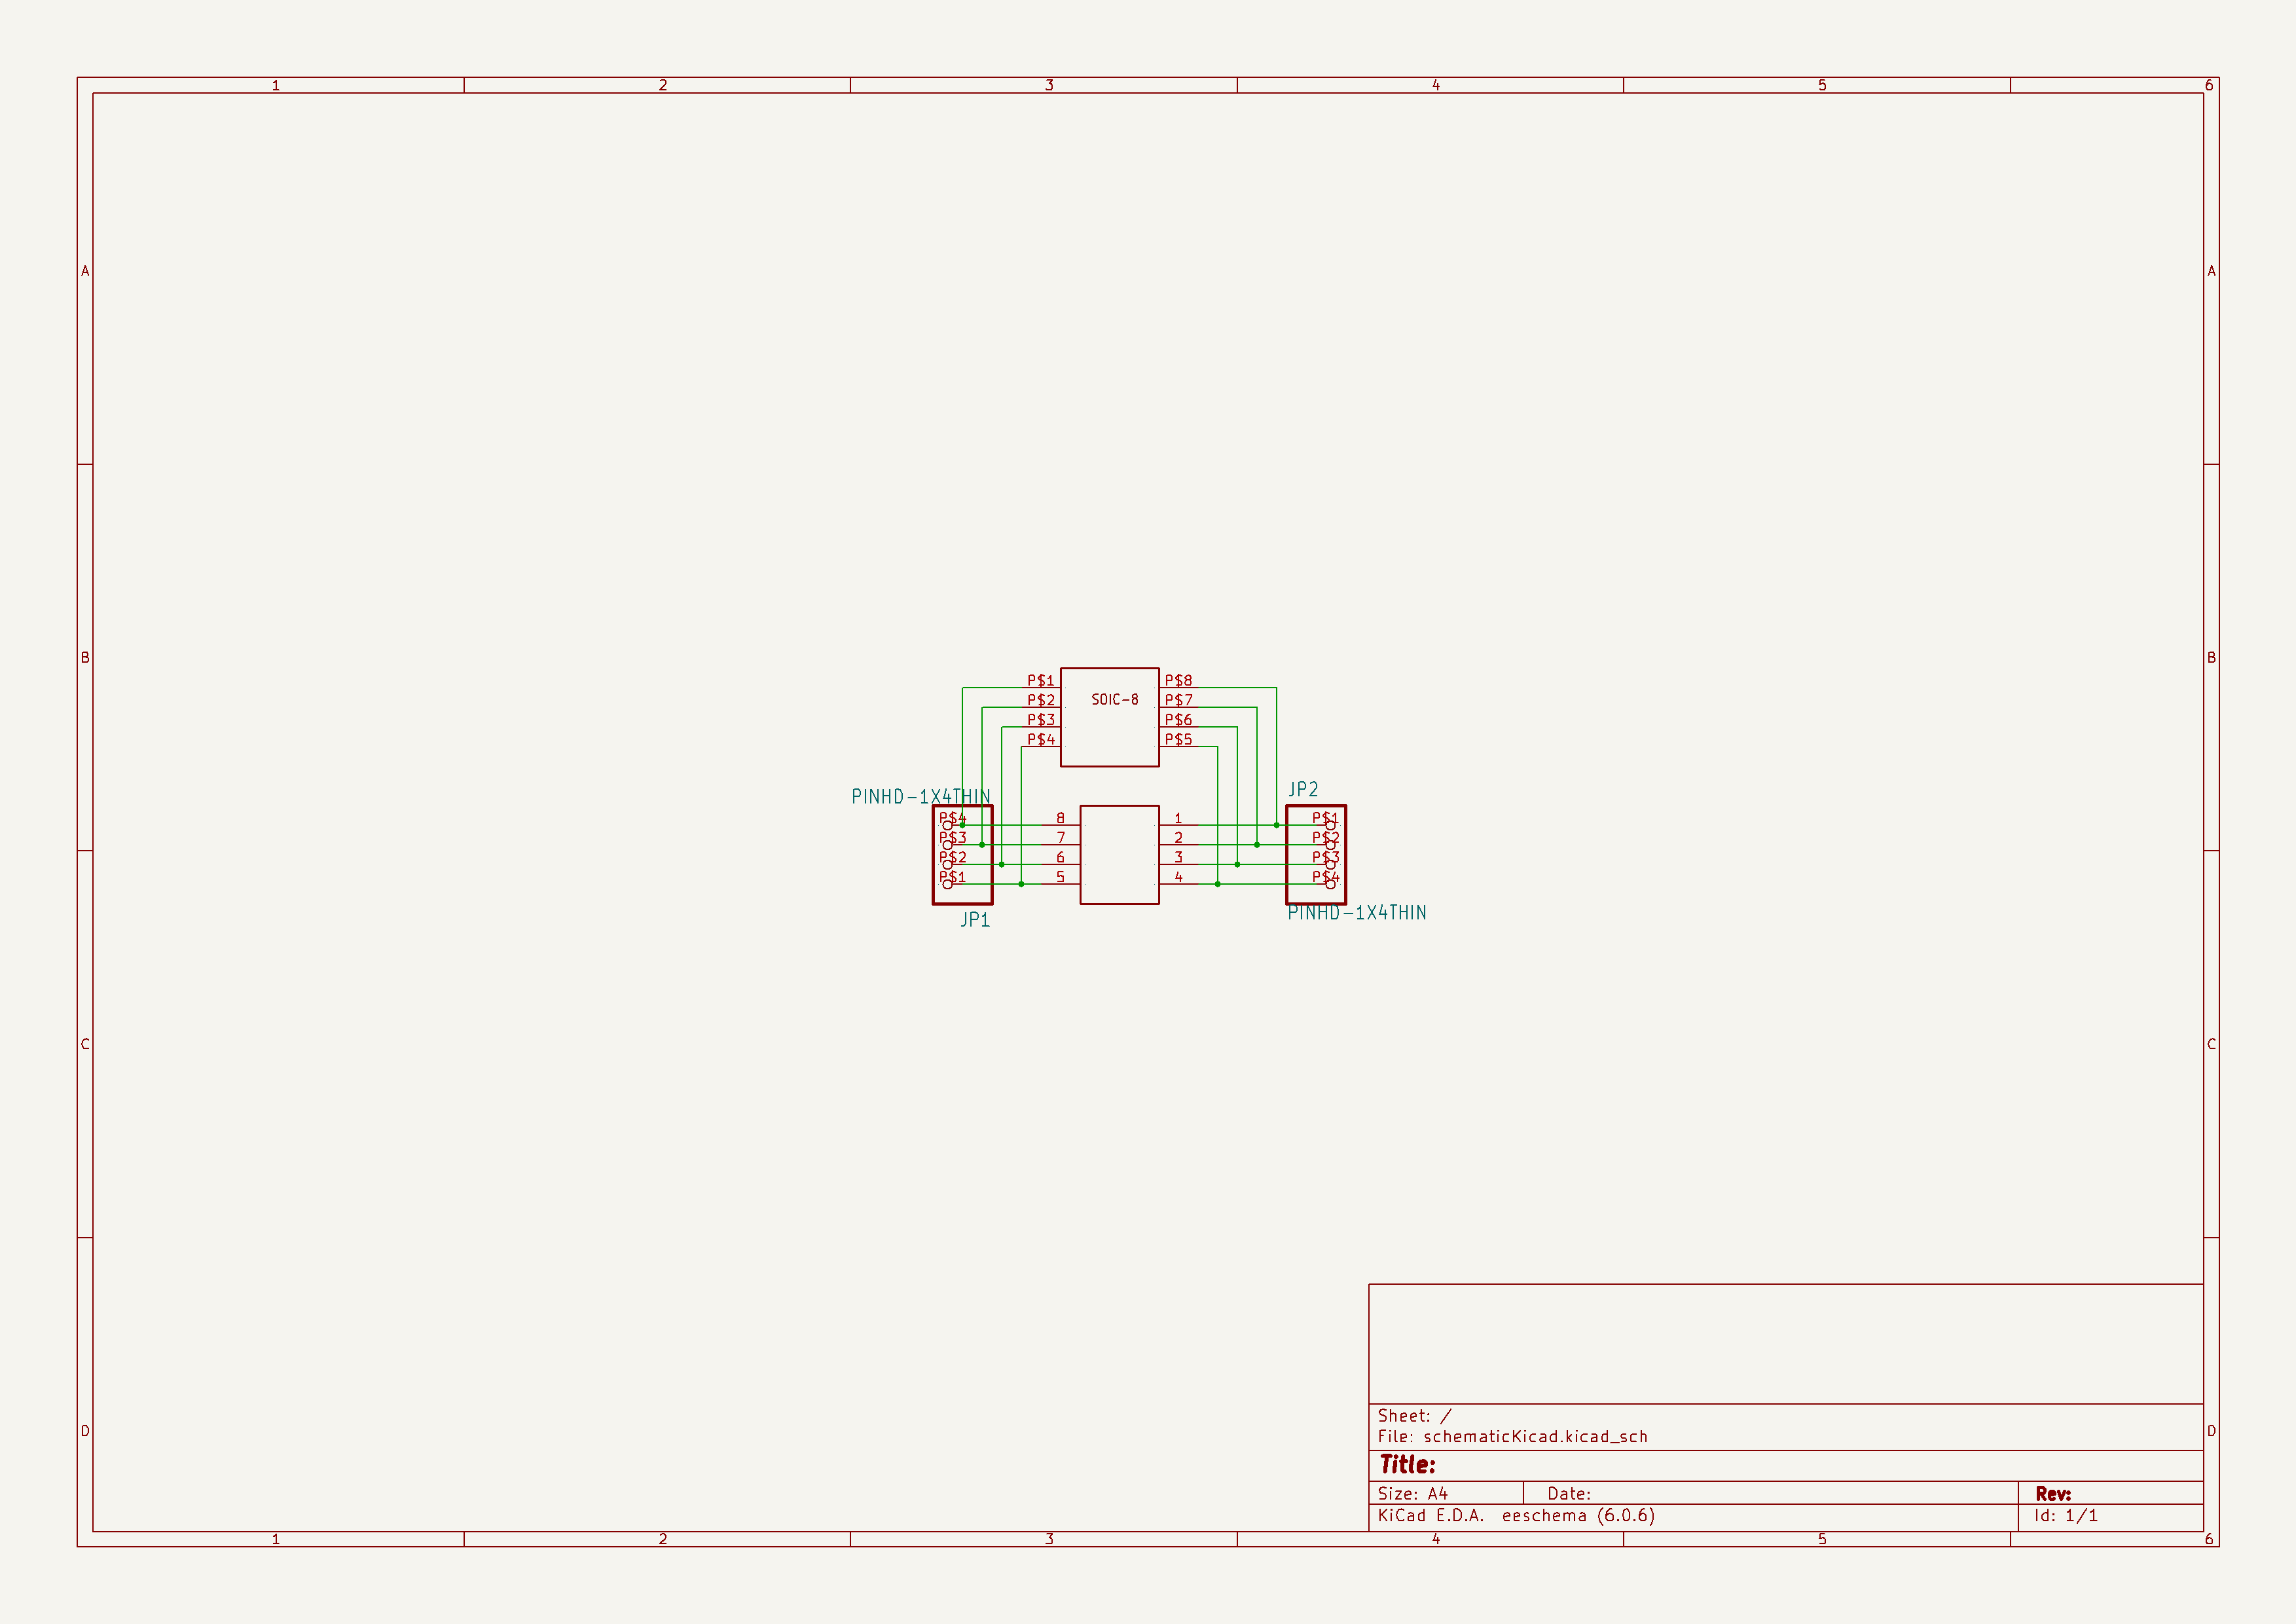 1 2 3 4 5 6
A A
B B
P$1 P$8
SOIC-8
P$2 P$7
P$3 P$6
P$4 P$5
JP2
PINHD-1X4THIN
P$4 8 1 P$1
P$3 7 2 P$2
P$2 6 3 P$3
P$1 5 4 P$4
PINHD-1X4THIN
JP1
C C
Sheet: /
D D
File: schematicKicad.kicad_sch
Title:
Size: A4 Date: Rev:
KiCad E.D.A. eeschema (6.0.6) Id: 1/1
1 2 3 4 5 6